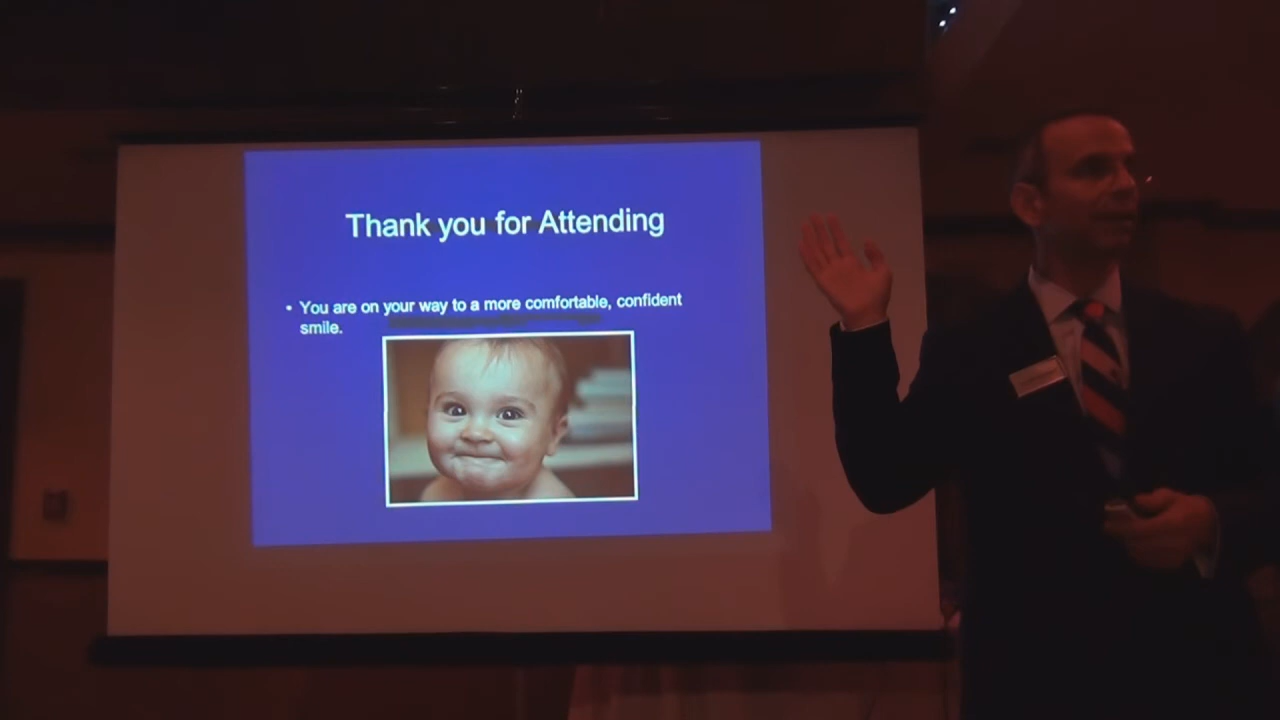 Thank you for Attending
• You are on your way to a more comfortable, confident
smile.